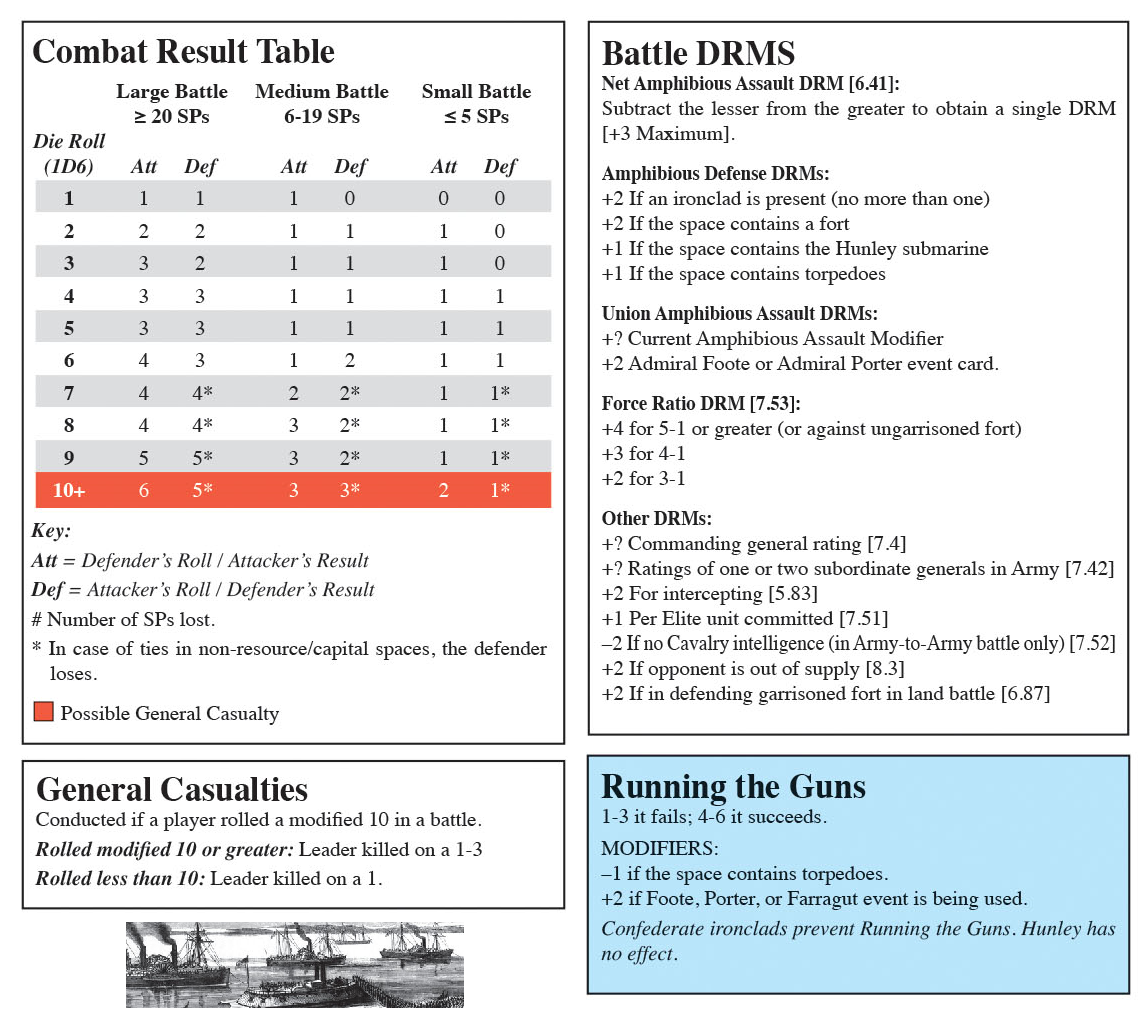 Combat Result Table
Large Battle Medium Battle Small Battle
≥ 20 SPs 6-19 SPs ≤ 5 SPs
Die Roll
(1D6) Att Def Att Def Att Def
1 1 1 1 0 0 0
2 2 2 1 1 1 0
3 3 2 1 1 1 0
4 3 3 1 1 1 1
5 3 3 1 1 1 1
6 4 3 1 2 1 1
7 4 4* 2 2* 1 1*
8 4 4* 3 2* 1 1*
9 5 5* 3 2* 1 1*
10+ 6 5* 3 3* 2 1*
Key:
Att = Defender's Roll / Attacker's Result
Def = Attacker's Roll / Defender's Result
# Number of SPs lost.
* In case of ties in non-resource/capital spaces, the defender
loses.
Possible General Casualty
General Casualties
Conducted if a player rolled a modified 10 in a battle.
Rolled modified 10 or greater: Leader killed on a 1-3
Rolled less than 10: Leader killed on a 1.
Battle DRMS
Net Amphibious Assault DRM [6.41]:
Subtract the lesser from the greater to obtain a single DRM
[+3 Maximum].
Amphibious Defense DRMs:
+2 If an ironclad is present (no more than one)
+2 If the space contains a fort
+1 If the space contains the Hunley submarine
+1 If the space contains torpedoes
Union Amphibious Assault DRMs:
+? Current Amphibious Assault Modifier
+2 Admiral Foote or Admiral Porter event card.
Force Ratio DRM [7.53]:
+4 for 5-1 or greater (or against ungarrisoned fort)
+3 for 4-1
+2 for 3-1
Other DRMs:
+? Commanding general rating [7.4]
+? Ratings of one or two subordinate generals in Army [7.42]
+2 For intercepting [5.83]
+1 Per Elite unit committed [7.51]
–2 If no Cavalry intelligence (in Army-to-Army battle only) [7.52]
+2 If opponent is out of supply [8.3]
+2 If in defending garrisoned fort in land battle [6.87]
Running the Guns
1-3 it fails; 4-6 it succeeds.
MODIFIERS:
–1 if the space contains torpedoes.
+2 if Foote, Porter, or Farragut event is being used.
Confederate ironclads prevent Running the Guns. Hunley has
no effect.